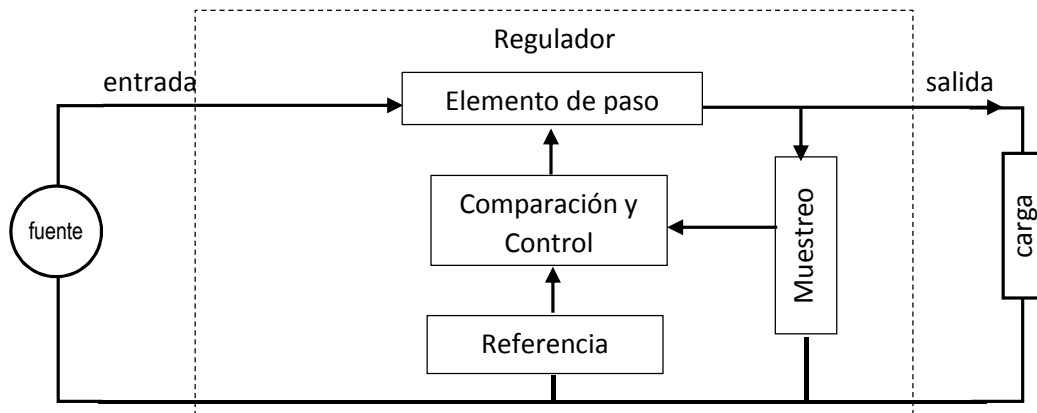 Regulador
entrada
Elemento de paso
salida
fuente
Comparación y
Control
Muestreo
carga
Referencia